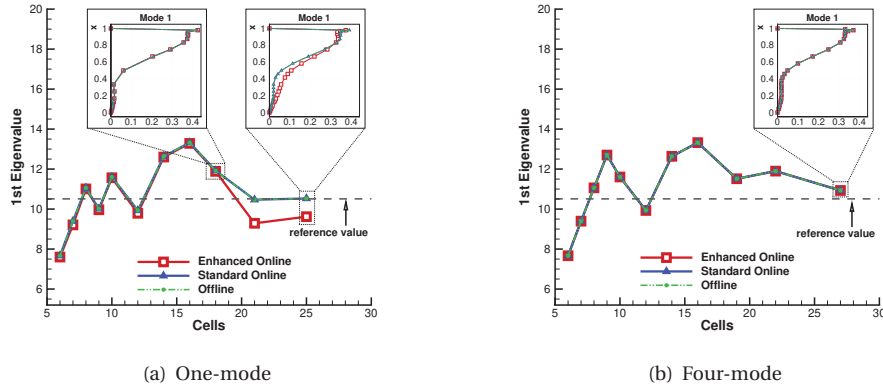 Mode 1
x
1
0.8
0.6
0.4
0.2
0
0 0.1 0.2 0.3 0.4
Mode 1
x
1
0.8
0.6
0.4
0.2
0
0 0.1 0.2 0.3 0.4
1st Eigenvalue
20
18
16
14
12
10
8
6
reference value
Enhanced Online
Standard Online
Offline
5 10 15 20 25 30
Cells
(a) One-mode
Mode 1
x
1
0.8
0.6
0.4
0.2
0
0 0.1 0.2 0.3 0.4
1st Eigenvalue
20
18
16
14
12
10
8
6
reference value
Enhanced Online
Standard Online
Offline
5 10 15 20 25 30
Cells
(b) Four-mode